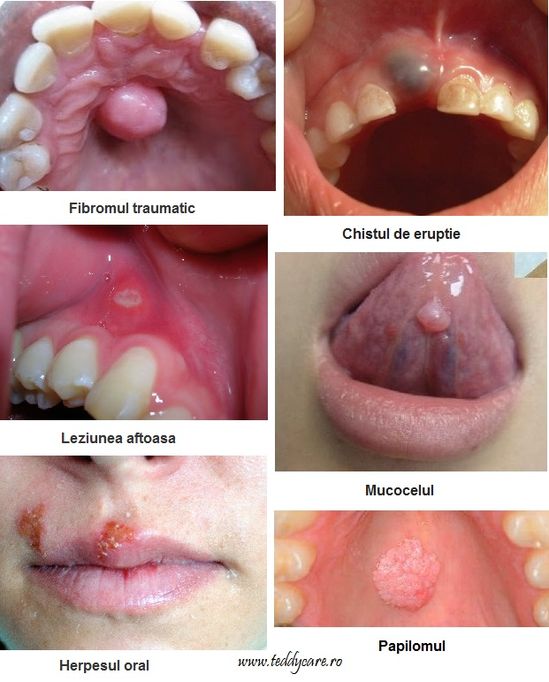 Fibromul traumatic
Chistul de eruptie
Leziunea aftoasa
Mucocelul
Herpesul oral
www.teddycare.ro
Papilomul